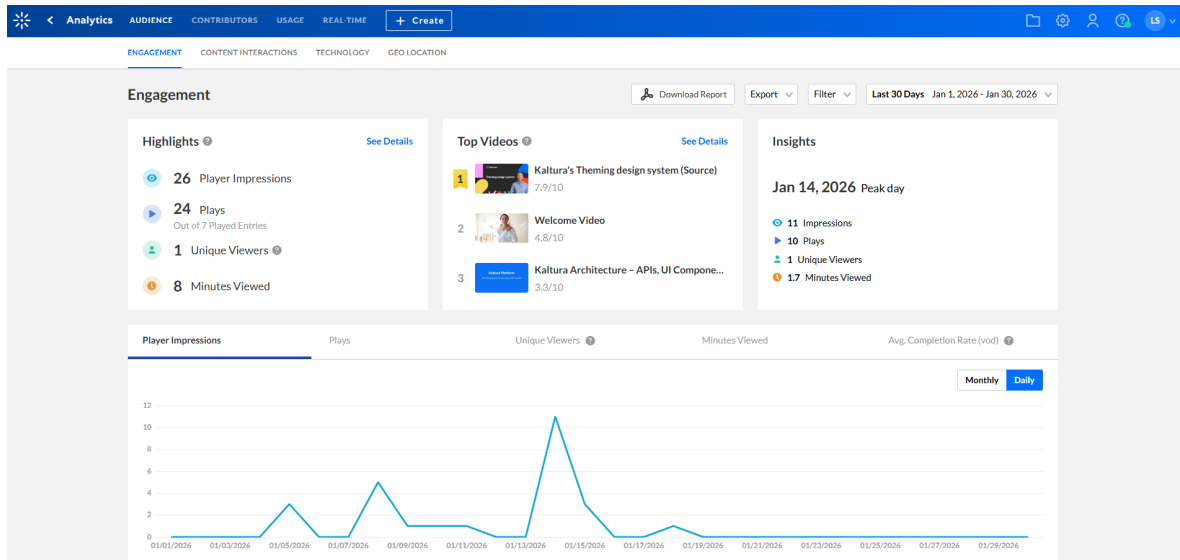 Analytics AUDIENCE CONTRIBUTORS USAGE REAL-TIME + Create LS
ENGAGEMENT CONTENT INTERACTIONS TECHNOLOGY GEO LOCATION
Engagement
Download Report Export Filter Last 30 Days Jan 1, 2026 - Jan 30, 2026
Highlights See Details
26 Player Impressions
24 Plays
Out of 7 Played Entries
1 Unique Viewers
8 Minutes Viewed
Top Videos See Details
1 Kaltura's Theming design system (Source)
7.9/10
2 Welcome Video
4.8/10
3 Kaltura Architecture – APIs, UI Compone...
3.3/10
Insights
Jan 14, 2026 Peak day
11 Impressions
10 Plays
1 Unique Viewers
1.7 Minutes Viewed
Player Impressions Plays Unique Viewers Minutes Viewed Avg. Completion Rate (vod)
Monthly Daily
12
10
8
6
4
2
0
01/01/2026 01/03/2026 01/05/2026 01/07/2026 01/09/2026 01/11/2026 01/13/2026 01/15/2026 01/17/2026 01/19/2026 01/21/2026 01/23/2026 01/25/2026 01/27/2026 01/29/2026